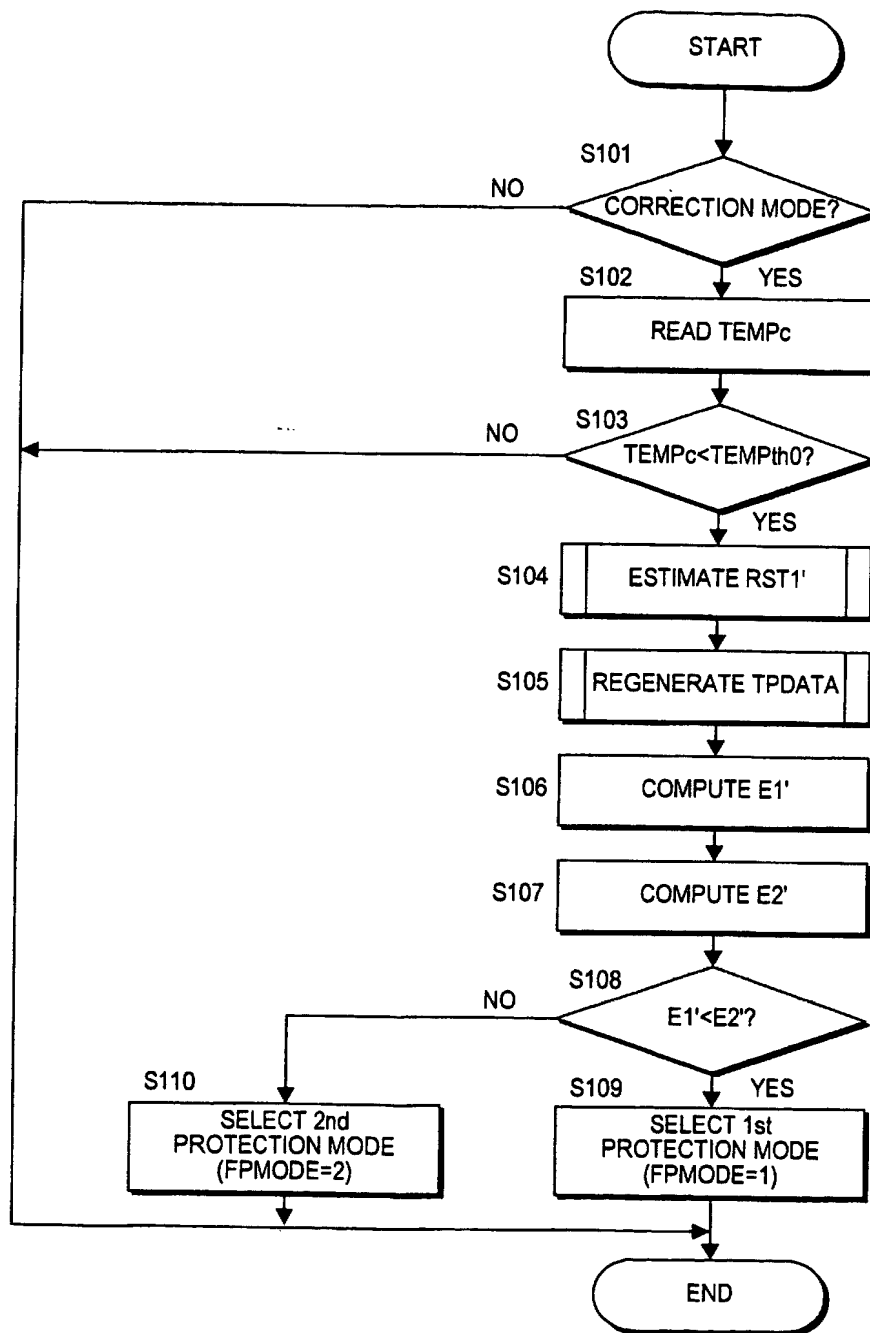 START
S101
NO
CORRECTION MODE?
S102
YES
READ TEMPc
S103
NO
TEMPc<TEMPth0?
YES
S104
ESTIMATE RST1'
S105
REGENERATE TPDATA
S106
COMPUTE E1'
S107
COMPUTE E2'
S108
NO
E1'<E2'?
S110
S109
YES
SELECT 2nd
PROTECTION MODE
(FPMODE=2)
SELECT 1st
PROTECTION MODE
(FPMODE=1)
END